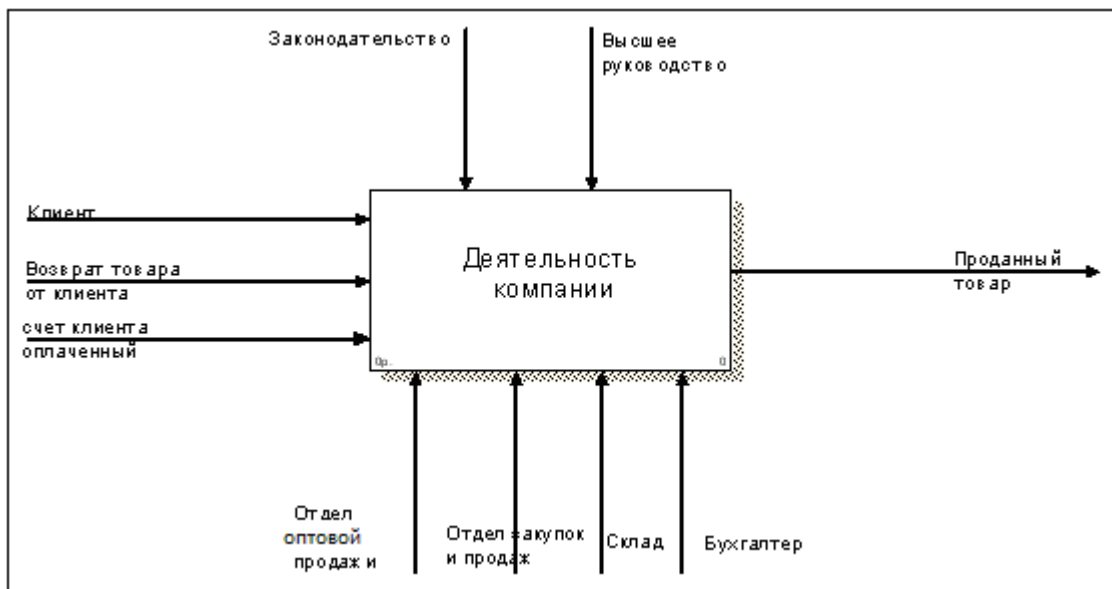 Законодательство
Высшее
руководство
Клиент
Возврат товара
от клиента
счет клиента
оплаченный
Деятельность
компании
0р.
0
Проданный
товар
Отдел
оптовой
продажи
Отдел закупок
и продаж
Склад
Бухгалтер